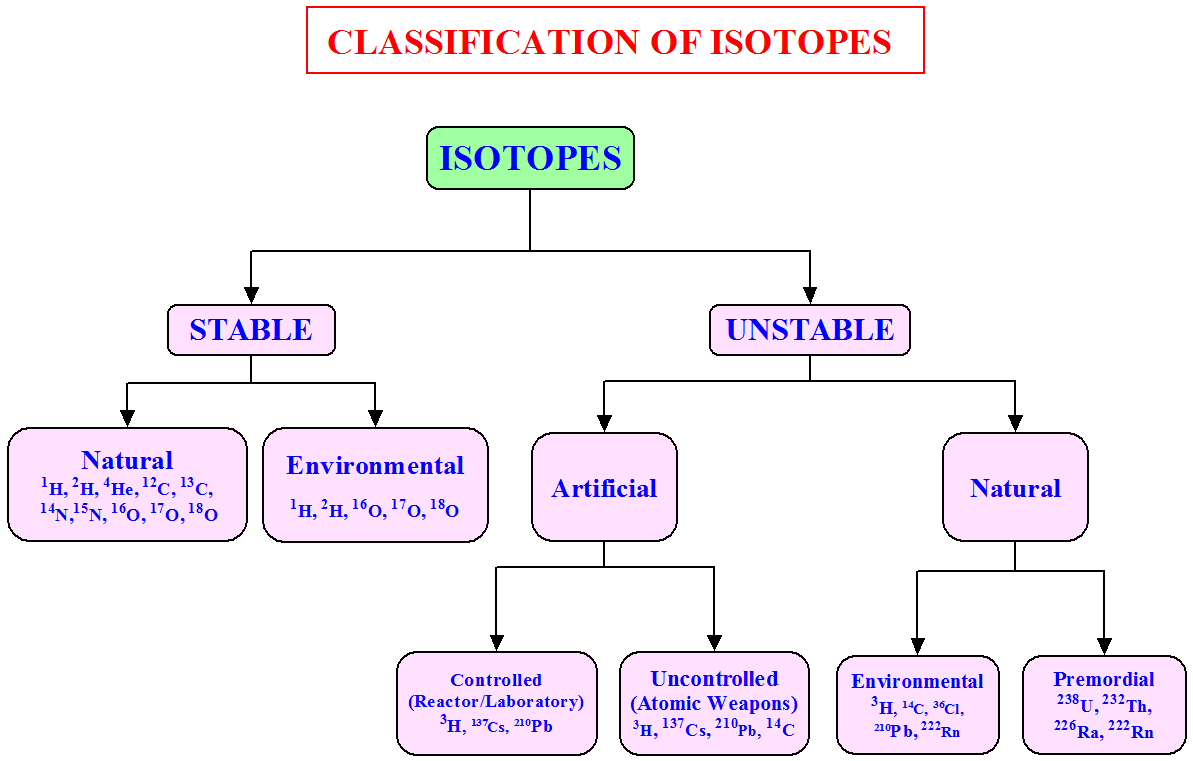 CLASSIFICATION OF ISOTOPES
ISOTOPES
STABLE
UNSTABLE
Natural
¹H, ²H, ⁴He, ¹²C, ¹³C,
¹⁴N,¹⁵N, ¹⁶O, ¹⁷O, ¹⁸O
Environmental
¹H, ²H, ¹⁶O, ¹⁷O, ¹⁸O
Artificial
Natural
Controlled
(Reactor/Laboratory)
³H, ¹³⁷Cs, ²¹⁰Pb
Uncontrolled
(Atomic Weapons)
³H, ¹³⁷Cs, ²¹⁰Pb, ¹⁴C
Environmental
³H, ¹⁴C, ³⁶Cl,
²¹⁰Pb, ²²²Rn
Premordial
²³⁸U, ²³²Th,
²²⁶Ra, ²²²Rn